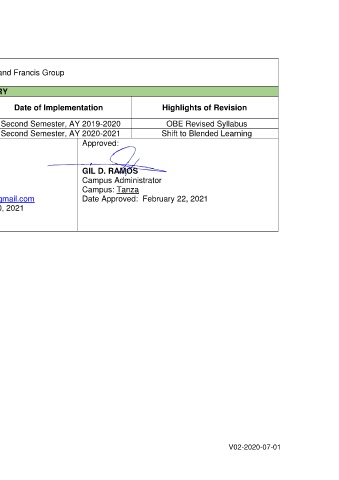 and Francis Group
RY
Date of Implementation Highlights of Revision
Second Semester, AY 2019-2020 OBE Revised Syllabus
Second Semester, AY 2020-2021 Shift to Blended Learning
Approved:
GIL D. RAMOS
Campus Administrator
Campus: Tanza
gmail.com Date Approved: February 22, 2021
0, 2021
V02-2020-07-01